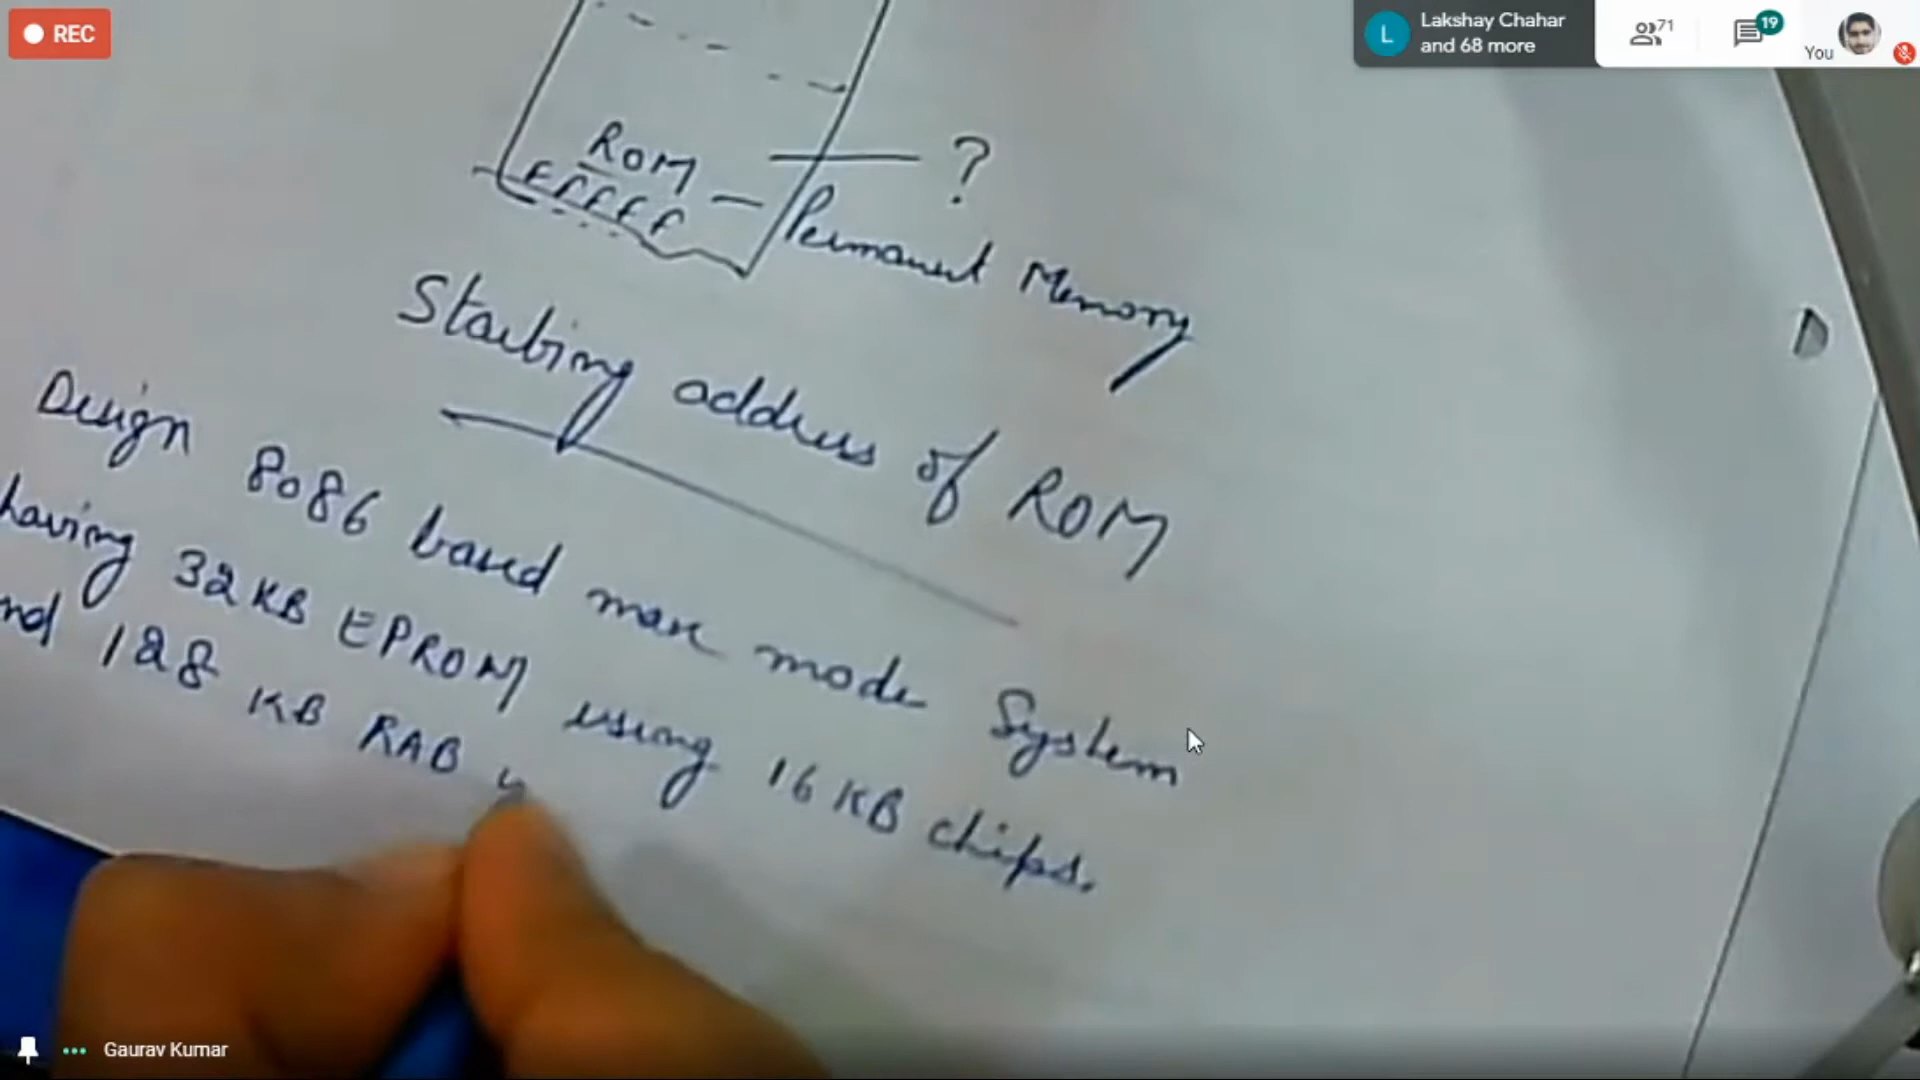 REC
Lakshay Chahar
and 68 more
71
19
You
ROM
FFFFF
?
Permanent Memory
Starting address of ROM
Design 8086 based max mode System
having 32KB EPROM using 16KB chips.
nd 128 KB RAB
Gaurav Kumar